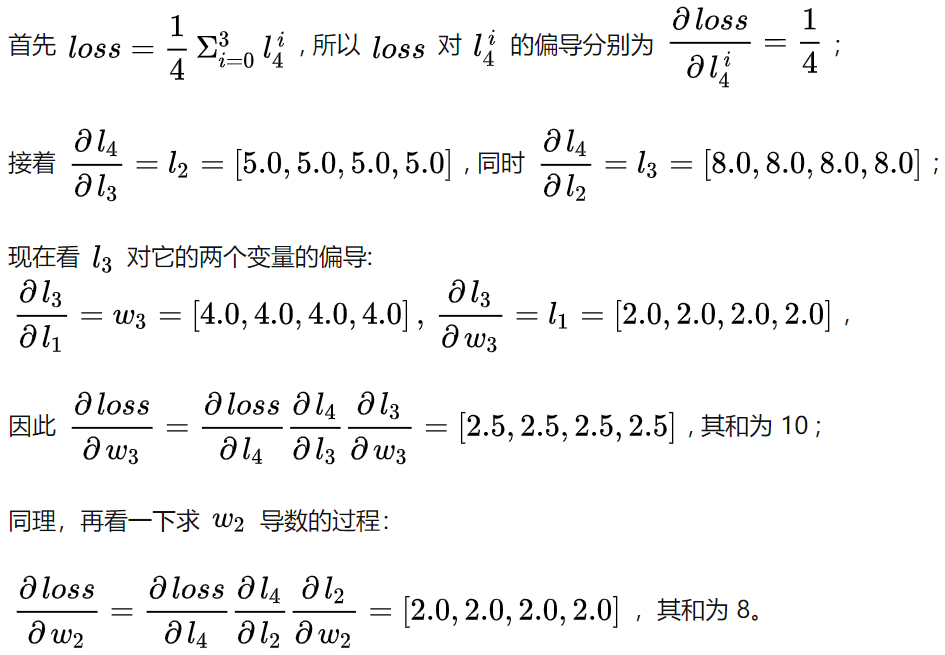 首先 $loss = \frac{1}{4} \Sigma_{i=0}^{3} l_4^i$ , 所以 $loss$ 对 $l_4^i$ 的偏导分别为 $\frac{\partial loss}{\partial l_4^i} = \frac{1}{4}$ ;
接着 $\frac{\partial l_4}{\partial l_3} = l_2 = [5.0, 5.0, 5.0, 5.0]$ , 同时 $\frac{\partial l_4}{\partial l_2} = l_3 = [8.0, 8.0, 8.0, 8.0]$ ;
现在看 $l_3$ 对它的两个变量的偏导:
$\frac{\partial l_3}{\partial l_1} = w_3 = [4.0, 4.0, 4.0, 4.0]$ , $\frac{\partial l_3}{\partial w_3} = l_1 = [2.0, 2.0, 2.0, 2.0]$ ,
因此 $\frac{\partial loss}{\partial w_3} = \frac{\partial loss}{\partial l_4} \frac{\partial l_4}{\partial l_3} \frac{\partial l_3}{\partial w_3} = [2.5, 2.5, 2.5, 2.5]$ , 其和为 10 ;
同理，再看一下求 $w_2$ 导数的过程：
$\frac{\partial loss}{\partial w_2} = \frac{\partial loss}{\partial l_4} \frac{\partial l_4}{\partial l_2} \frac{\partial l_2}{\partial w_2} = [2.0, 2.0, 2.0, 2.0]$ ，其和为 8。